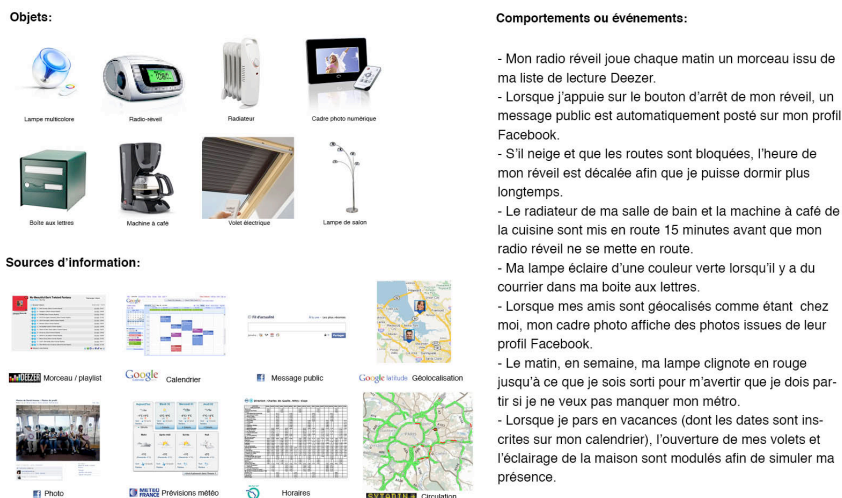 Objets:
Lampe multicolore
Radio-réveil
Radiateur
Cadre photo numérique
Boîte aux lettres
Machine à café
Volet électrique
Lampe de salon
Sources d'information:
DEEZER Morceau / playlist
Google Calendrier
Message public
Google latitude Géolocalisation
Photo
METEO FRANCE Prévisions météo
Horaires
SYTADIN Circulation
Comportements ou événements:
- Mon radio réveil joue chaque matin un morceau issu de
ma liste de lecture Deezer.
- Lorsque j'appuie sur le bouton d'arrêt de mon réveil, un
message public est automatiquement posté sur mon profil
Facebook.
- S'il neige et que les routes sont bloquées, l'heure de
mon réveil est décalée afin que je puisse dormir plus
longtemps.
- Le radiateur de ma salle de bain et la machine à café de
la cuisine sont mis en route 15 minutes avant que mon
radio réveil ne se mette en route.
- Ma lampe éclaire d'une couleur verte lorsqu'il y a du
courrier dans ma boite aux lettres.
- Lorsque mes amis sont géocalisés comme étant chez
moi, mon cadre photo affiche des photos issues de leur
profil Facebook.
- Le matin, en semaine, ma lampe clignote en rouge
jusqu'à ce que je sois sorti pour m'avertir que je dois par-
tir si je ne veux pas manquer mon métro.
- Lorsque je pars en vacances (dont les dates sont ins-
crites sur mon calendrier), l'ouverture de mes volets et
l'éclairage de la maison sont modulés afin de simuler ma
présence.